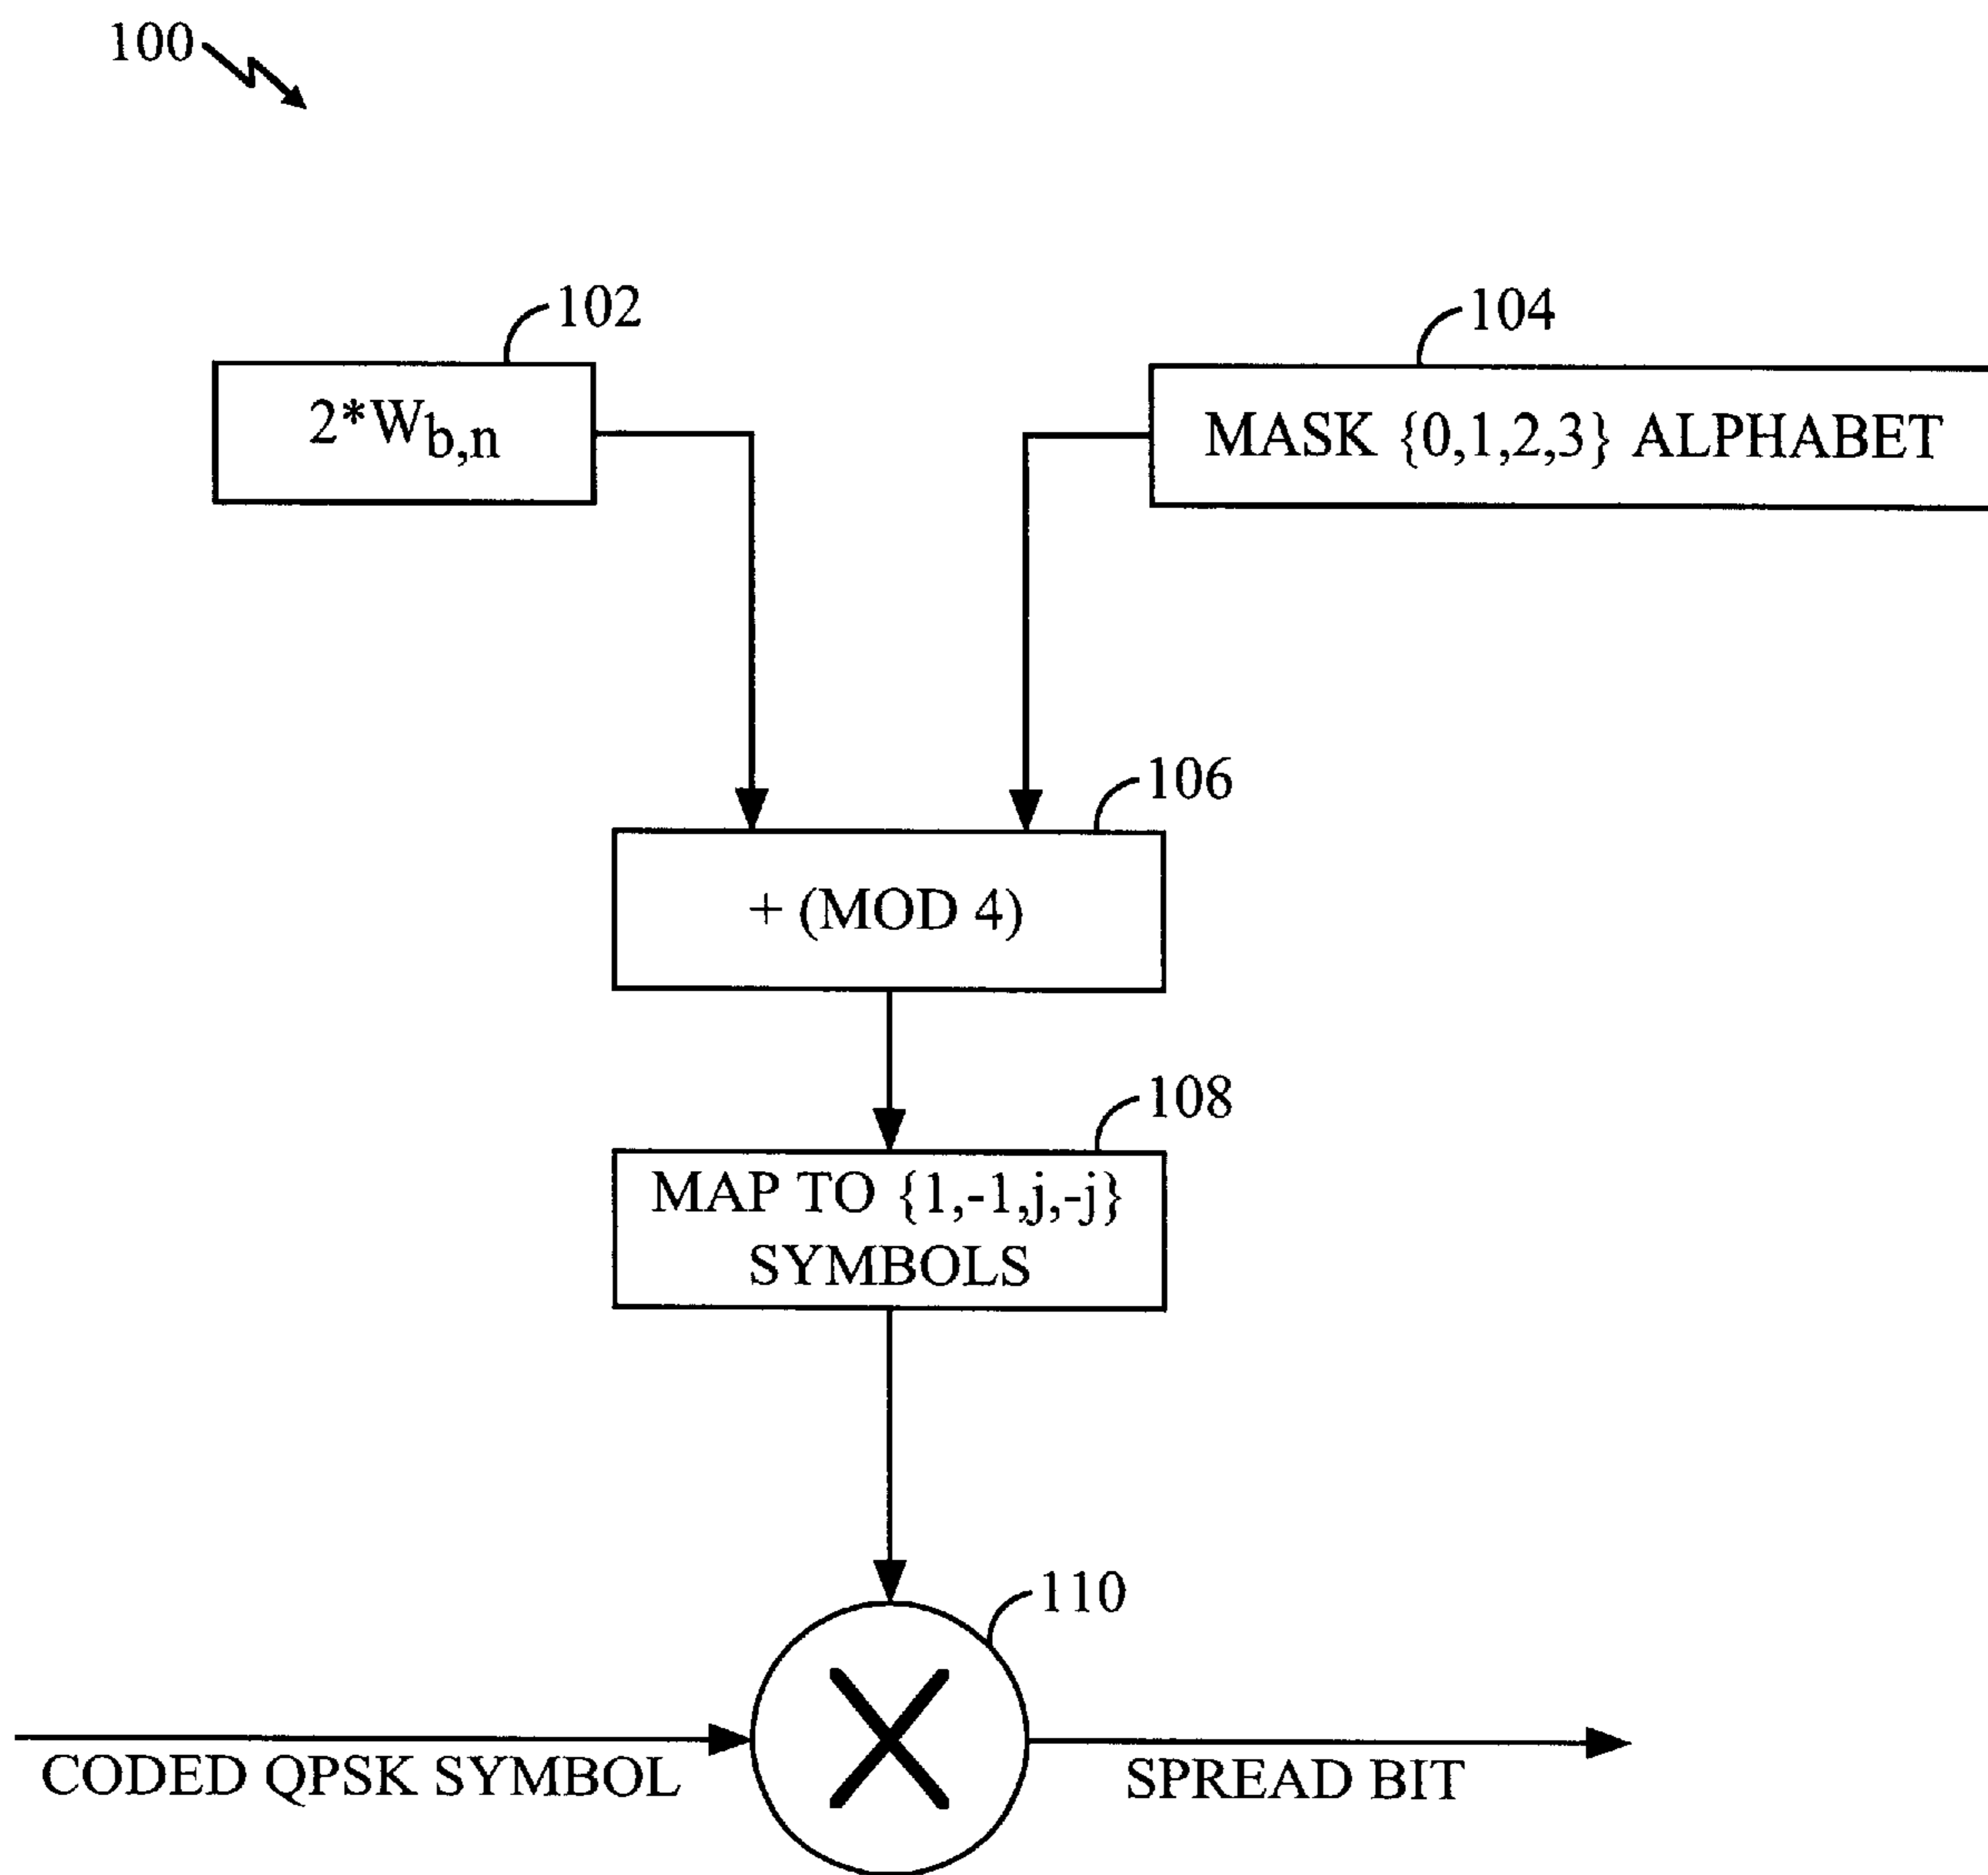 100
102
104
2*Wb,n
MASK {0,1,2,3} ALPHABET
106
+ (MOD 4)
108
MAP TO {1,-1,j,-j}
SYMBOLS
110
X
CODED QPSK SYMBOL
SPREAD BIT